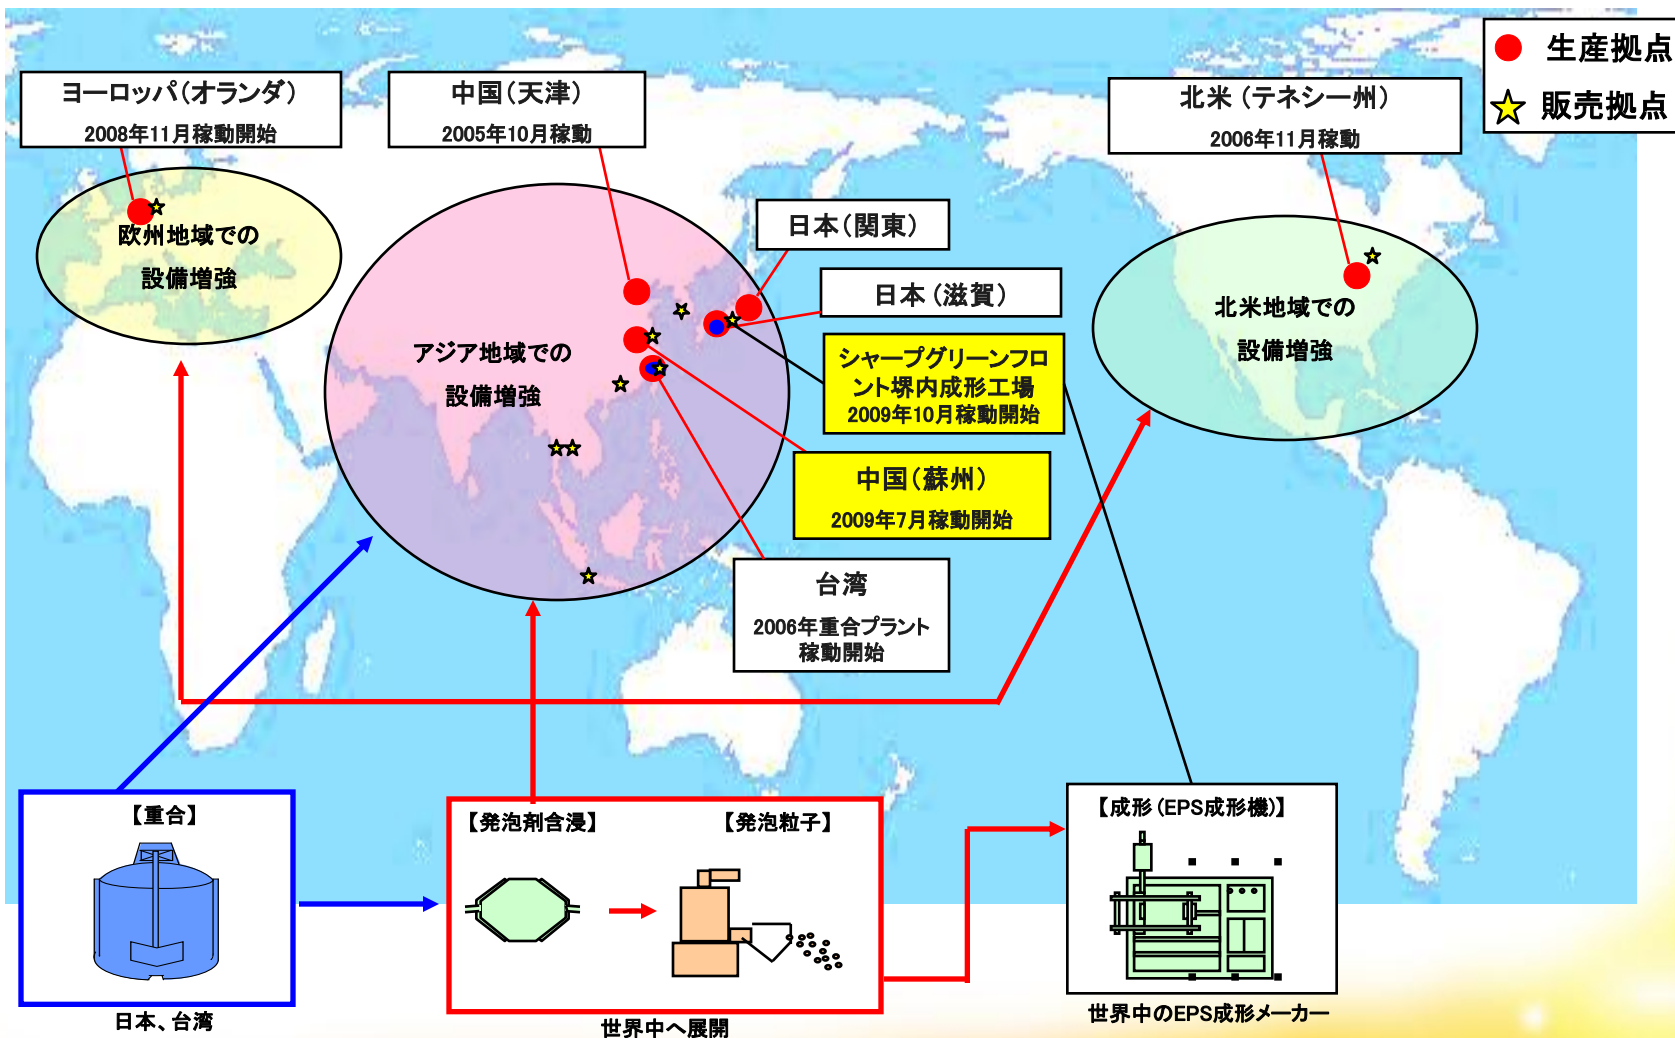 生産拠点
販売拠点
ヨーロッパ(オランダ)
2008年11月稼動開始
中国(天津)
2005年10月稼動
北米(テネシー州)
2006年11月稼動
日本(関東)
日本(滋賀)
欧州地域での
設備増強
アジア地域での
設備増強
北米地域での
設備増強
シャープグリーンフロ
ント堺内成形工場
2009年10月稼動開始
中国(蘇州)
2009年7月稼動開始
台湾
2006年重合プラント
稼動開始
【重合】
日本、台湾
【発泡剤含浸】
【発泡粒子】
世界中へ展開
【成形(EPS成形機)】
世界中のEPS成形メーカー